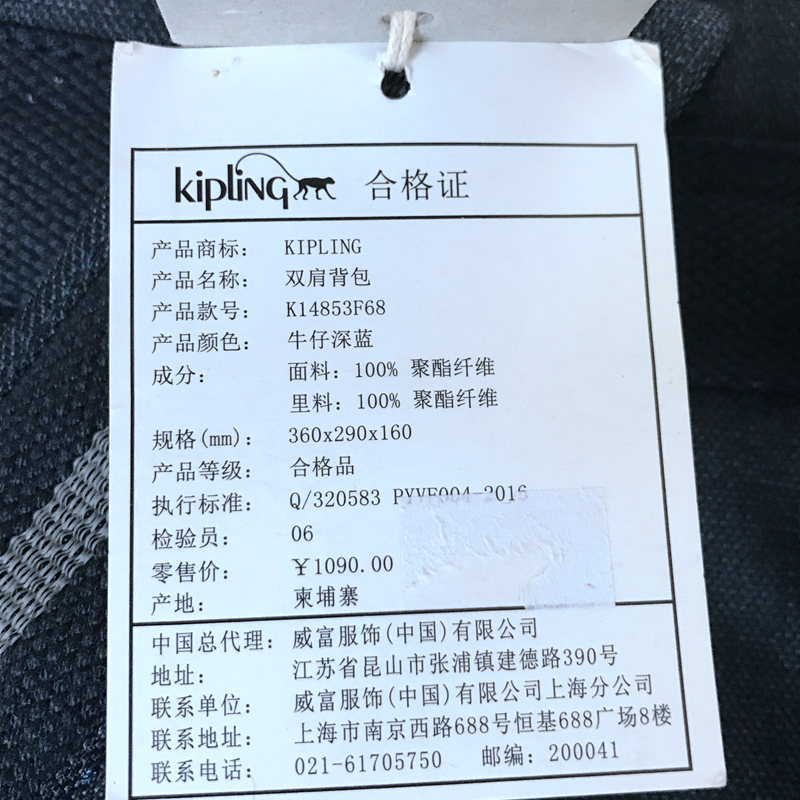 kipling 合格证
产品商标: KIPLING
产品名称: 双肩背包
产品款号: K14853F68
产品颜色: 牛仔深蓝
成分: 面料: 100% 聚酯纤维
里料: 100% 聚酯纤维
规格(mm): 360x290x160
产品等级: 合格品
执行标准: Q/320583 PYVF004-2016
检验员: 06
零售价: ¥1090.00
产地: 柬埔寨
中国总代理: 威富服饰(中国)有限公司
地址: 江苏省昆山市张浦镇建德路390号
联系单位: 威富服饰(中国)有限公司上海分公司
联系地址: 上海市南京西路688号恒基688广场8楼
联系电话: 021-61705750 邮编: 200041